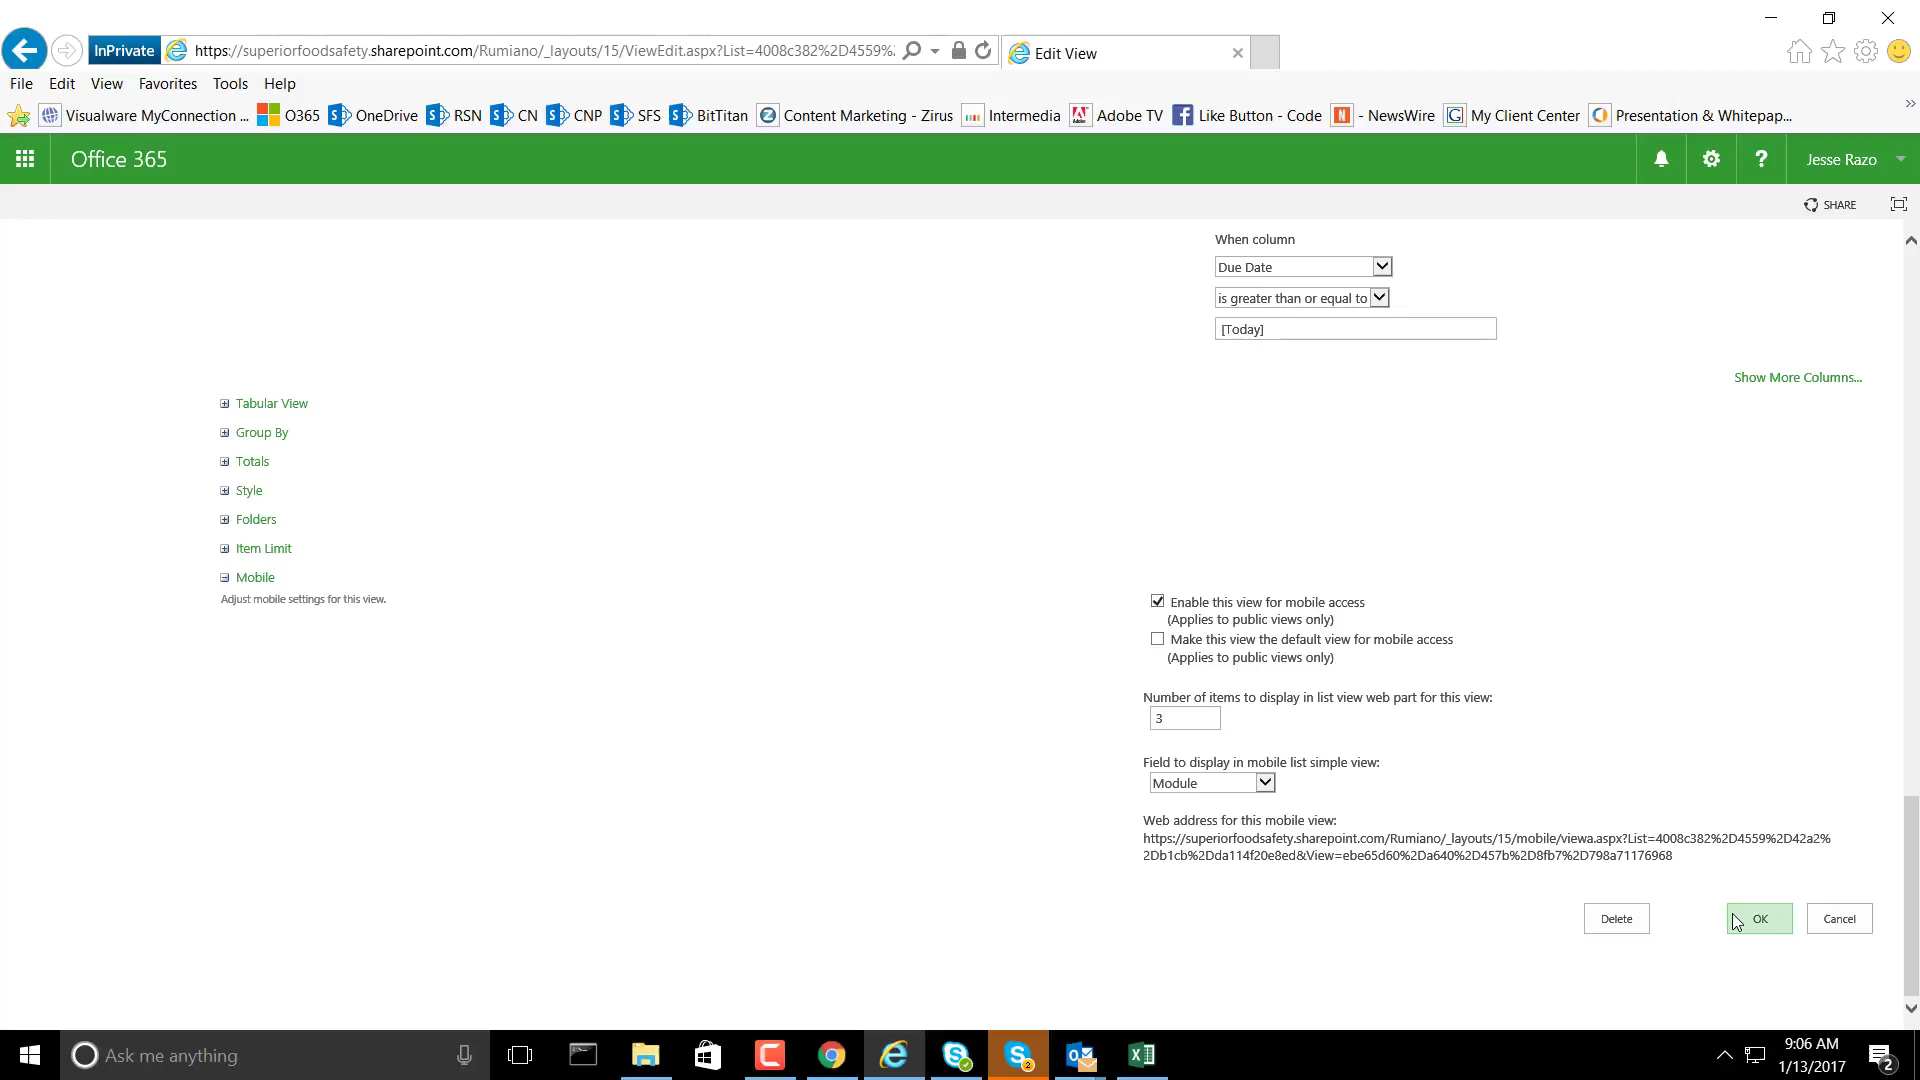 InPrivate
https://superiorfoodsafety.sharepoint.com/Rumiano/_layouts/15/ViewEdit.aspx?List=4008c382%2D4559%2
Edit View
File Edit View Favorites Tools Help
Visualware MyConnection ... O365 OneDrive RSN CN CNP SFS BitTitan Content Marketing - Zirus Intermedia Adobe TV Like Button - Code - NewsWire My Client Center Presentation & Whitepap...
Office 365
? Jesse Razo
SHARE
When column
Due Date
is greater than or equal to
[Today]
Show More Columns...
Tabular View
Group By
Totals
Style
Folders
Item Limit
Mobile
Adjust mobile settings for this view.
Enable this view for mobile access
(Applies to public views only)
Make this view the default view for mobile access
(Applies to public views only)
Number of items to display in list view web part for this view:
3
Field to display in mobile list simple view:
Module
Web address for this mobile view:
https://superiorfoodsafety.sharepoint.com/Rumiano/_layouts/15/mobile/viewa.aspx?List=4008c382%2D4559%2D42a2%
2Db1cb%2Dda114f20e8ed&View=ebe65d60%2Da640%2D457b%2D8fb7%2D798a71176968
Delete OK Cancel
Ask me anything
2
9:06 AM
1/13/2017
2